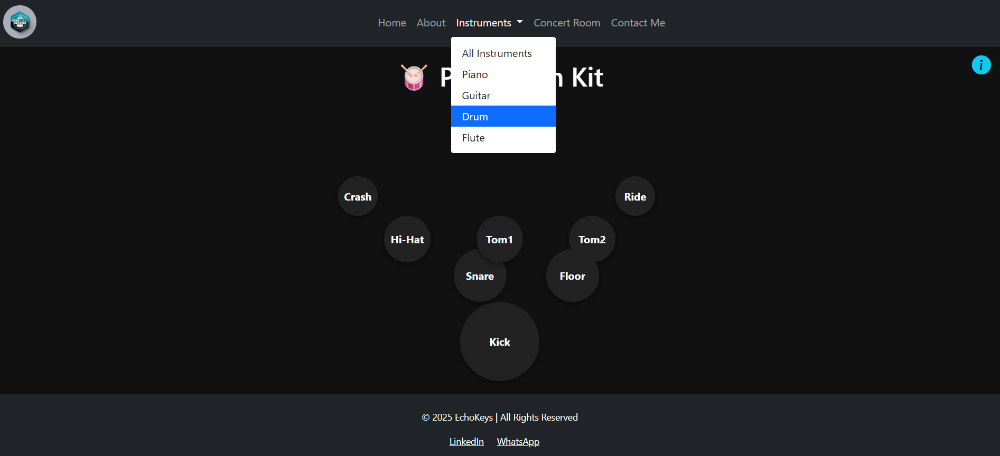 Home About Instruments Concert Room Contact Me
All Instruments
Piano
Guitar
Drum
Flute
Kit
i
Crash
Ride
Hi-Hat
Tom1
Tom2
Snare
Floor
Kick
© 2025 EchoKeys | All Rights Reserved
LinkedIn WhatsApp